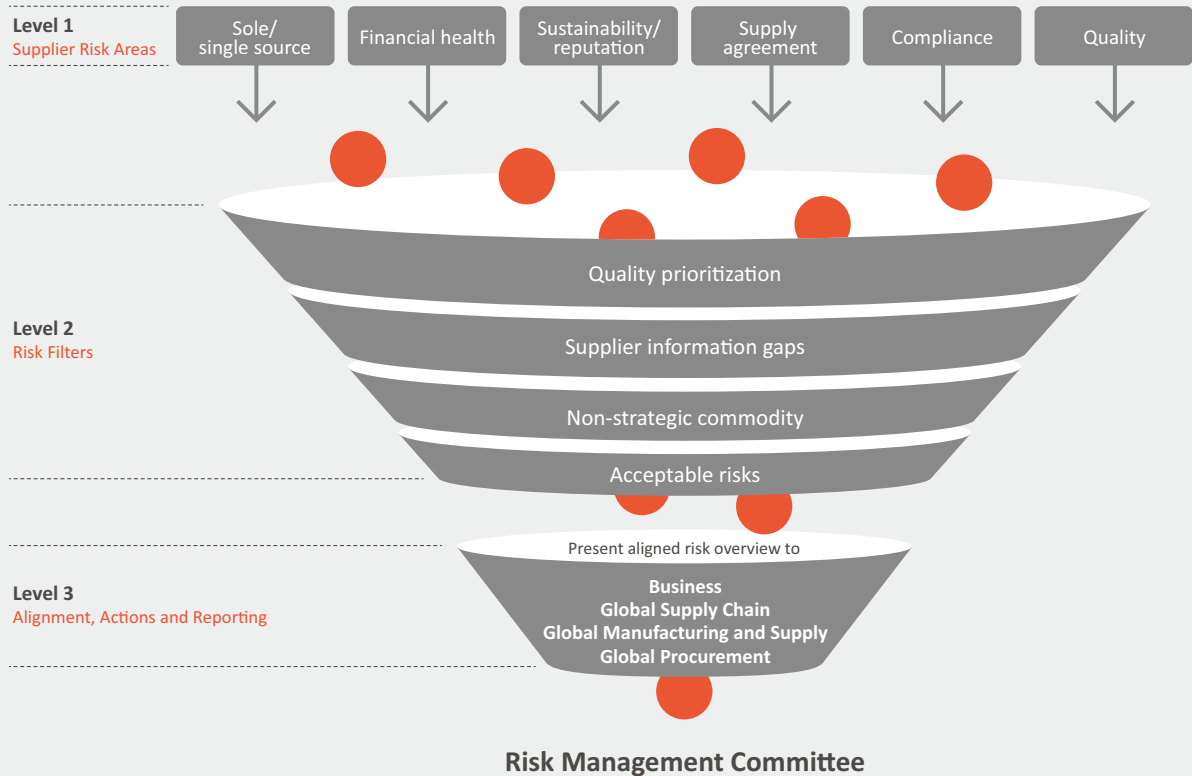 Level 1
Supplier Risk Areas
Sole/
single source
Financial health
Sustainability/
reputation
Supply
agreement
Compliance
Quality
Level 2
Risk Filters
Quality prioritization
Supplier information gaps
Non-strategic commodity
Acceptable risks
Level 3
Alignment, Actions and Reporting
Present aligned risk overview to
Business
Global Supply Chain
Global Manufacturing and Supply
Global Procurement
Risk Management Committee